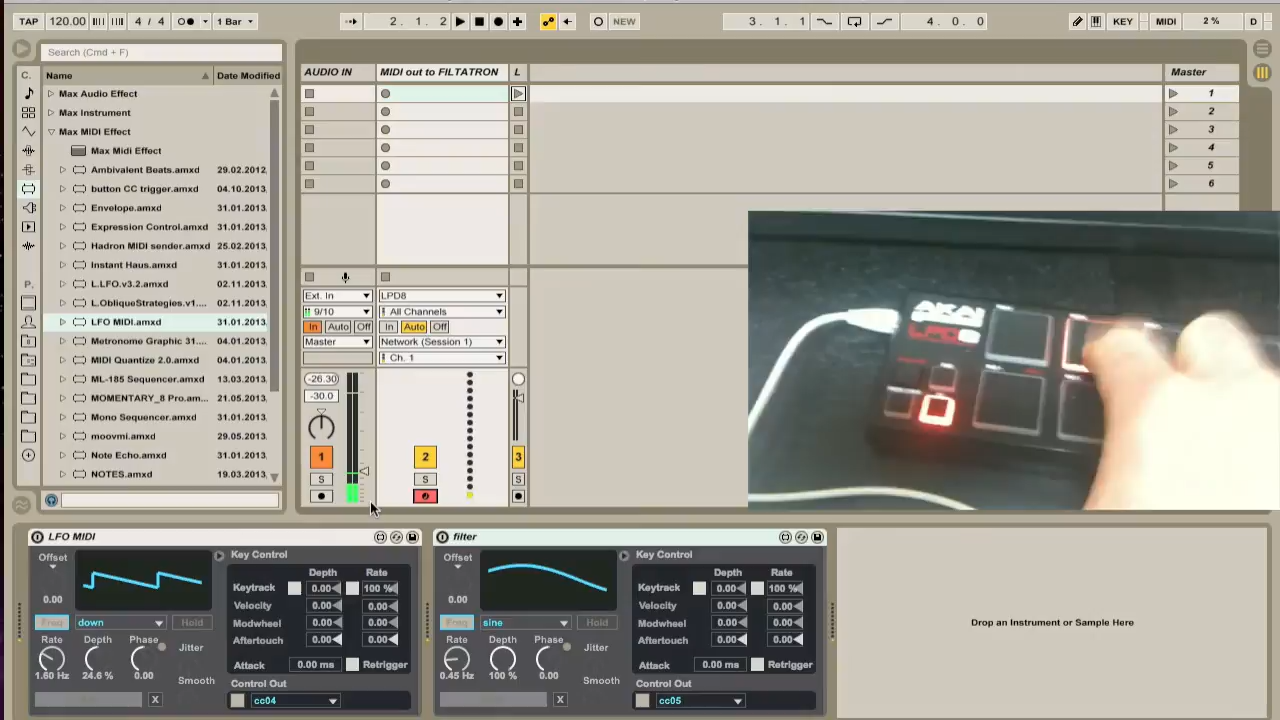 TAP 120.00 4 / 4 1 Bar 2. 1. 2 NEW 3. 1. 1 4. 0. 0 KEY MIDI 2 % D
Search (Cmd + F)
C. Name Date Modified
Max Audio Effect
Max Instrument
Max MIDI Effect
Max Midi Effect
Ambivalent Beats.amxd 29.02.2012,
button CC trigger.amxd 04.10.2013,
Envelope.amxd 31.01.2013,
Expression Control.amxd 31.01.2013,
Hadron MIDI sender.amxd 25.02.2013,
Instant Haus.amxd 31.01.2013,
L.LFO.v3.2.amxd 02.11.2013,
P. L.ObliqueStrategies.v1.... 02.11.2013,
LFO MIDI.amxd 31.01.2013,
Metronome Graphic 31.... 04.01.2013,
MIDI Quantize 2.0.amxd 04.01.2013,
ML-185 Sequencer.amxd 13.03.2013,
MOMENTARY_8 Pro.am... 21.05.2013,
Mono Sequencer.amxd 31.01.2013,
moovmi.amxd 29.05.2013,
Note Echo.amxd 31.01.2013,
NOTES.amxd 19.03.2013,
AUDIO IN MIDI out to FILTATRON L Master
1
2
3
4
5
6
Ext. In LPD8
9/10 All Channels
In Auto Off In Auto Off
Master Network (Session 1)
Ch. 1
-26.30
-30.0
1 2 3
S S S
AKAI
LPD8
LFO MIDI
Offset
0.00
Freq down Hold
Rate Depth Phase Jitter
1.60 Hz 24.6 % 0.00
Smooth
X
Key Control
Depth Rate
Keytrack 0.00 100 %
Velocity 0.00 0.00
Modwheel 0.00 0.00
Aftertouch 0.00 0.00
Attack 0.00 ms Retrigger
Control Out
cc04
filter
Offset
0.00
Freq sine Hold
Rate Depth Phase Jitter
0.45 Hz 100 % 0.00
Smooth
X
Key Control
Depth Rate
Keytrack 0.00 100 %
Velocity 0.00 0.00
Modwheel 0.00 0.00
Aftertouch 0.00 0.00
Attack 0.00 ms Retrigger
Control Out
cc05
Drop an Instrument or Sample Here